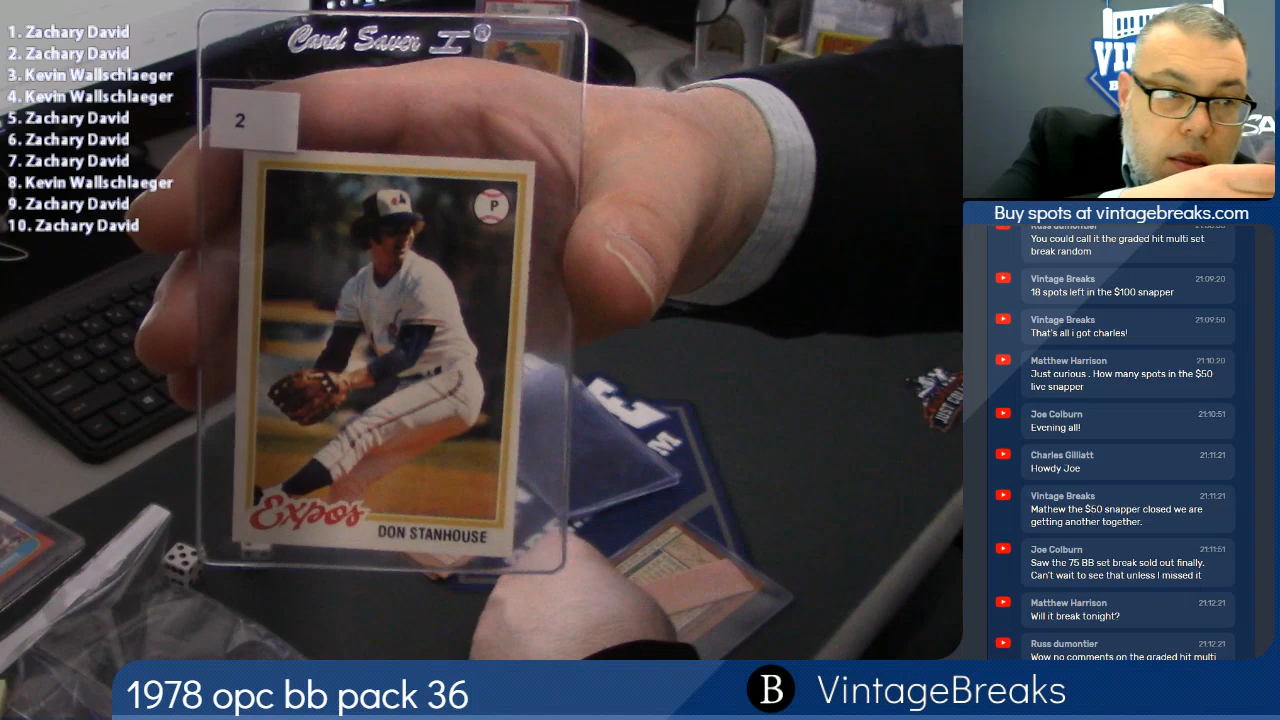 1. Zachary David
2. Zachary David
3. Kevin Wallschlaeger
4. Kevin Wallschlaeger
5. Zachary David
6. Zachary David
7. Zachary David
8. Kevin Wallschlaeger
9. Zachary David
10. Zachary David
Card Saver I®
2
P
Expos
DON STANHOUSE
Buy spots at vintagebreaks.com
Russ dumontier
You could call it the graded hit multi set
break random
Vintage Breaks 21:09:20
18 spots left in the $100 snapper
Vintage Breaks 21:09:50
That's all i got charles!
Matthew Harrison 21:10:20
Just curious . How many spots in the $50
live snapper
Joe Colburn 21:10:51
Evening all!
Charles Gilliatt 21:11:21
Howdy Joe
Vintage Breaks 21:11:21
Mathew the $50 snapper closed we are
getting another together.
Joe Colburn 21:11:51
Saw the 75 BB set break sold out finally.
Can't wait to see that unless I missed it
Matthew Harrison 21:12:21
Will it break tonight?
Russ dumontier 21:12:21
Wow no comments on the graded hit multi
1978 opc bb pack 36
B VintageBreaks